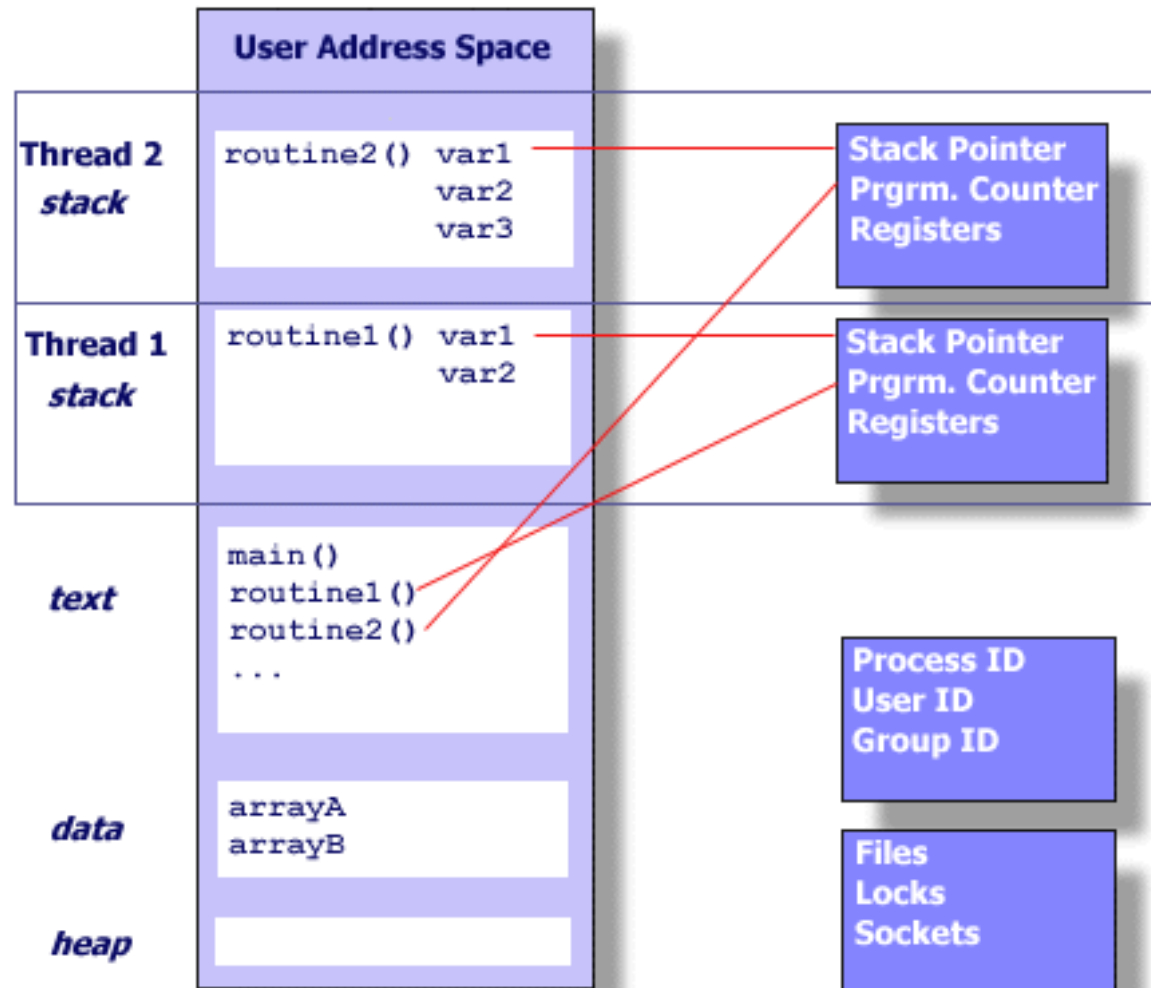 User Address Space
Thread 2
stack
routine2() var1
var2
var3
Stack Pointer
Prgrm. Counter
Registers
Thread 1
stack
routine1() var1
var2
Stack Pointer
Prgrm. Counter
Registers
text
main()
routine1()
routine2()
...
Process ID
User ID
Group ID
data
arrayA
arrayB
Files
Locks
Sockets
heap